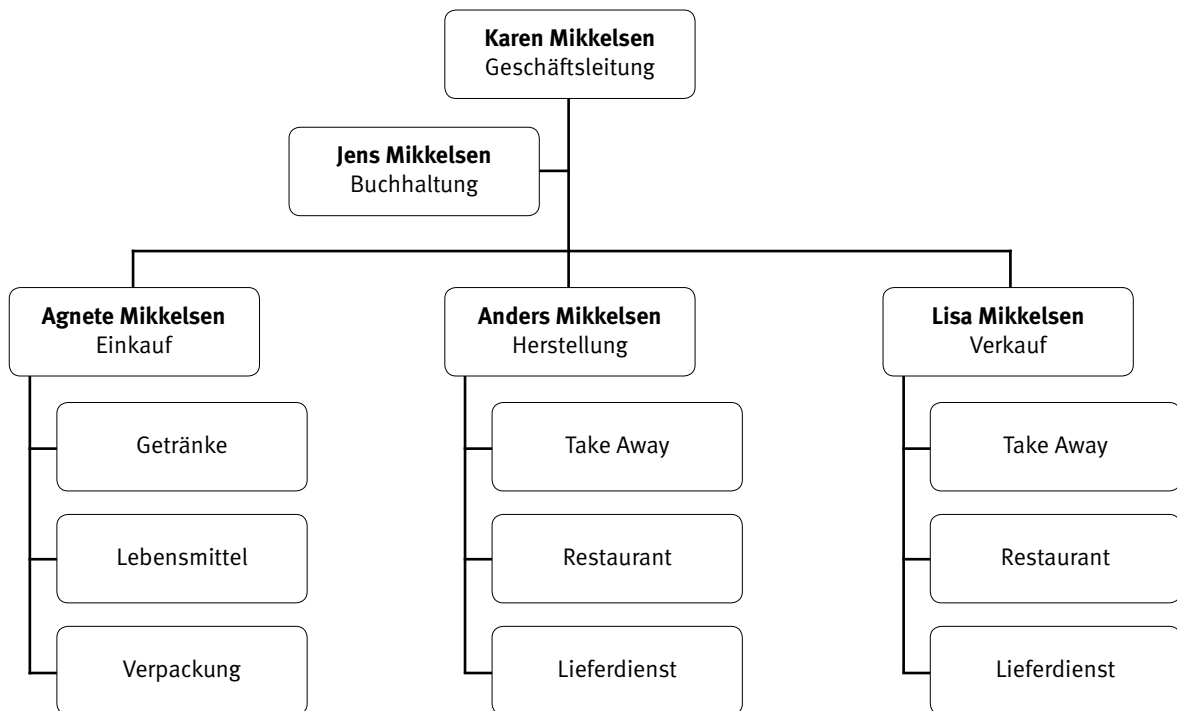 Karen Mikkelsen
Geschäftsleitung
Jens Mikkelsen
Buchhaltung
Agnete Mikkelsen
Einkauf
Getränke
Lebensmittel
Verpackung
Anders Mikkelsen
Herstellung
Take Away
Restaurant
Lieferdienst
Lisa Mikkelsen
Verkauf
Take Away
Restaurant
Lieferdienst